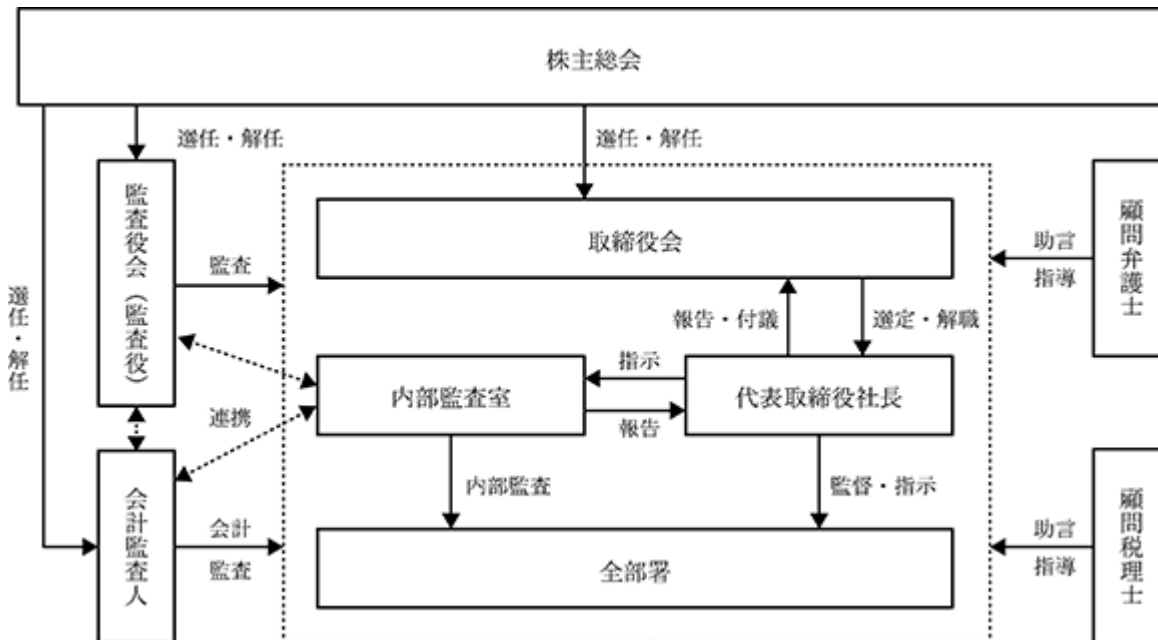 株主総会
選任・解任
選任・解任
選任・解任
監査役会（監査役）
監査
取締役会
助言
指導
顧問弁護士
報告・付議
選定・解職
指示
内部監査室
代表取締役社長
報告
連携
内部監査
監督・指示
会計監査人
会計
監査
全部署
助言
指導
顧問税理士